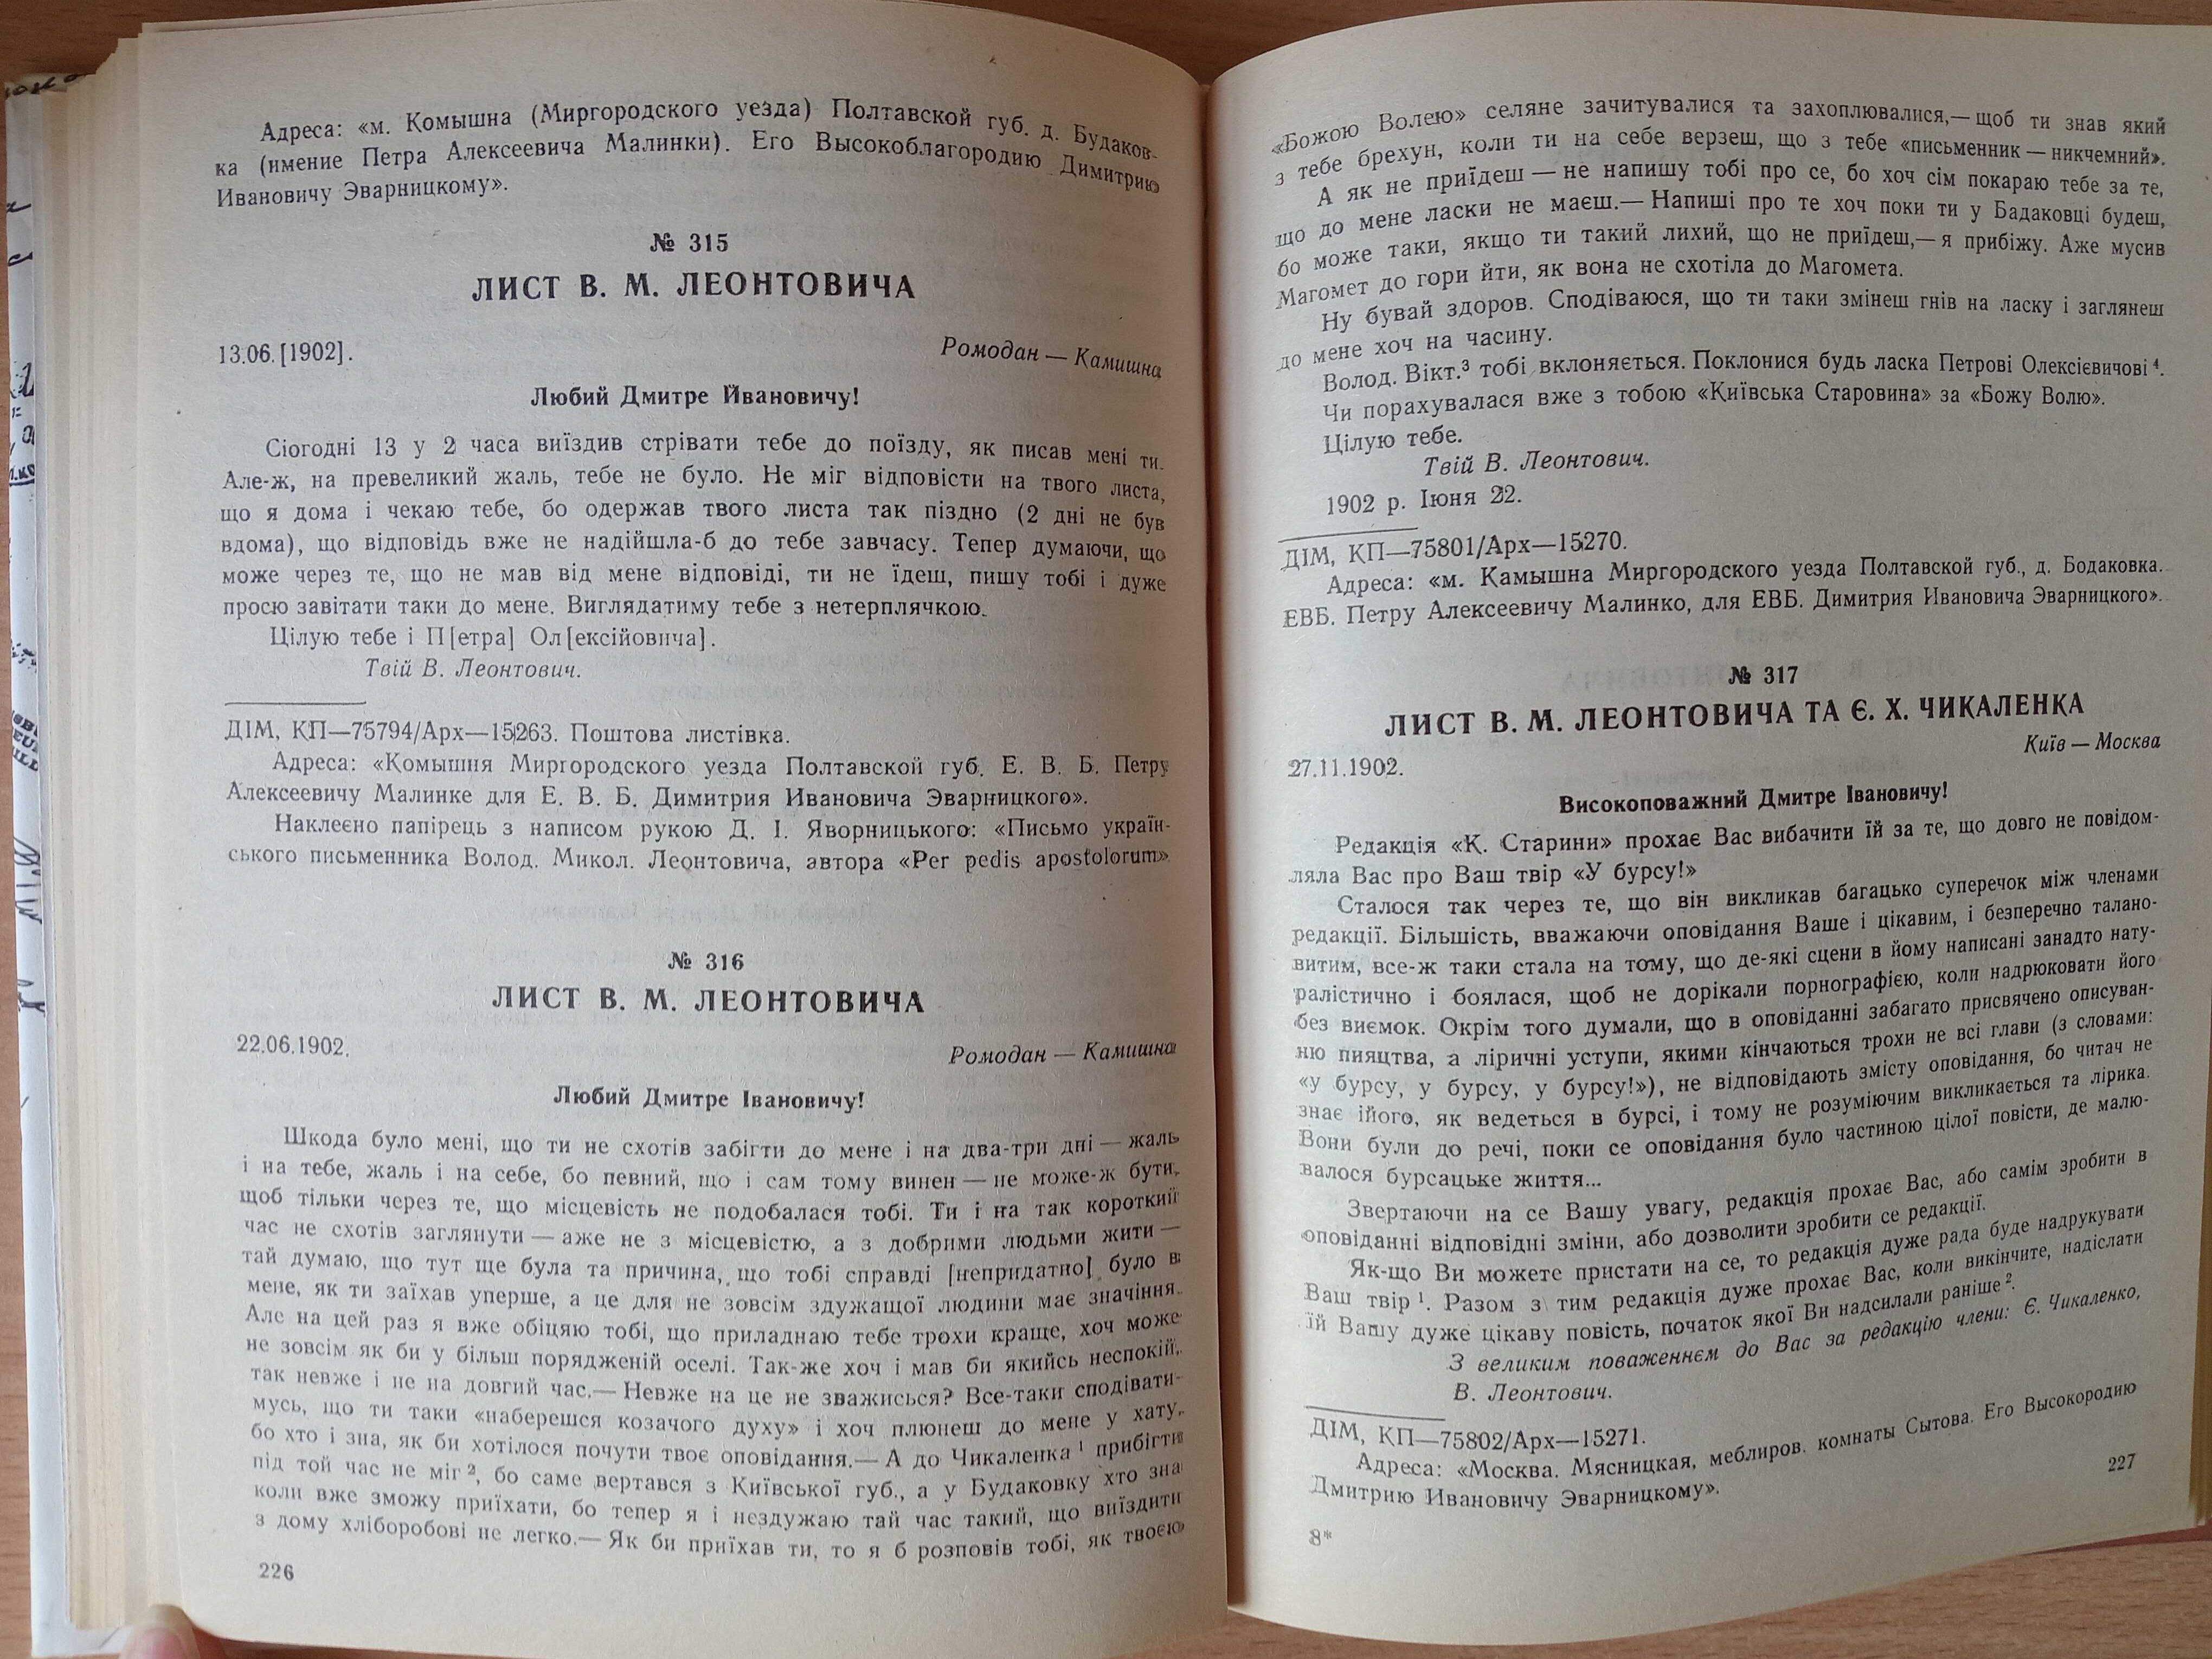 Адреса: «м. Комышна (Миргородского уезда) Полтавской губ. д. Будаков-
ка (имение Петра Алексеевича Малинки). Его Высокоблагородию Димитрию
Ивановичу Эварницкому».
№ 315
ЛИСТ В. М. ЛЕОНТОВИЧА
13.06.[1902].
Ромодан — Камишна
Любий Дмитре Йвановичу!
Сіогодні 13 у 2 часа виїздив стрівати тебе до поїзду, як писав мені ти.
Але-ж, на превеликий жаль, тебе не було. Не міг відповісти на твого листа,
що я дома і чекаю тебе, бо одержав твого листа так піздно (2 дні не був
вдома), що відповідь вже не надійшла-б до тебе завчасу. Тепер думаючи, що
може через те, що не мав від мене відповіді, ти не їдеш, пишу тобі і дуже
просю завітати таки до мене. Виглядатиму тебе з нетерплячкою.
Цілую тебе і П[етра] Ол[ексійовича].
Твій В. Леонтович.
ДІМ, КП—75794/Арх—15263. Поштова листівка.
Адреса: «Комышня Миргородского уезда Полтавской губ. Е. В. Б. Петру
Алексеевичу Малинке для Е. В. Б. Димитрия Ивановича Эварницкого».
Наклеєно папірець з написом рукою Д. І. Яворницького: «Письмо україн-
ського письменника Волод. Микол. Леонтовича, автора «Per pedis apostolorum»
№ 316
ЛИСТ В. М. ЛЕОНТОВИЧА
22.06.1902.
Ромодан — Камишна
Любий Дмитре Івановичу!
Шкода було мені, що ти не схотів забігти до мене і на два-три дні — жаль
і на тебе, жаль і на себе, бо певний, що і сам тому винен — не може-ж бути,
щоб тільки через те, що місцевість не подобалася тобі. Ти і на так короткий
час не схотів заглянути — аже не з місцевістю, а з добрими людьми жити —
тай думаю, що тут ще була та причина, що тобі справді [непридатно] було в
мене, як ти заїхав уперше, а це для не зовсім здужащої людини має значіння.
Але на цей раз я вже обіцяю тобі, що приладнаю тебе трохи краще, хоч може
не зовсім як би у більш порядженій оселі. Так-же хоч і мав би якийсь неспокій,
так невже і не на довгий час.— Невже на це не зважисься? Все-таки сподівати-
мусь, що ти таки «наберешся козачого духу» і хоч плюнеш до мене у хату,
бо хто і зна, як би хотілося почути твоє оповідання.— А до Чикаленка ¹ прибігти
під той час не міг ², бо саме вертався з Київської губ., а у Будаковку хто зна
коли вже зможу приїхати, бо тепер я і нездужаю тай час такий, що виїздити
з дому хліборобові не легко.— Як би приїхав ти, то я б розповів тобі, як твоєю
226
«Божою Волею» селяне зачитувалися та захоплювалися,— щоб ти знав який
з тебе брехун, коли ти на себе верзеш, що з тебе «письменник — никчемний».
А як не приїдеш — не напишу тобі про се, бо хоч сім покараю тебе за те,
що до мене ласки не маєш.— Напиші про те хоч поки ти у Бадаковці будеш,
бо може таки, якщо ти такий лихий, що не приїдеш,— я прибіжу. Аже мусив
Магомет до гори йти, як вона не схотіла до Магомета.
Ну бувай здоров. Сподіваюся, що ти таки змінеш гнів на ласку і заглянеш
до мене хоч на часину.
Волод. Вікт.³ тобі вклоняється. Поклонися будь ласка Петрові Олексієвичові ⁴.
Чи порахувалася вже з тобою «Київська Старовина» за «Божу Волю».
Цілую тебе.
Твій В. Леонтович.
1902 р. Іюня 22.
ДІМ, КП—75801/Арх—15270.
Адреса: «м. Камышна Миргородского уезда Полтавской губ., д. Бодаковка.
ЕВБ. Петру Алексеевичу Малинко, для ЕВБ. Димитрия Ивановича Эварницкого».
№ 317
ЛИСТ В. М. ЛЕОНТОВИЧА ТА Є. Х. ЧИКАЛЕНКА
Київ — Москва
27.11.1902.
Високоповажний Дмитре Івановичу!
Редакція «К. Старини» прохає Вас вибачити їй за те, що довго не повідом-
ляла Вас про Ваш твір «У бурсу!»
Сталося так через те, що він викликав багацько суперечок між членами
редакції. Більшість, вважаючи оповідання Ваше і цікавим, і безперечно талано-
витим, все-ж таки стала на тому, що де-які сцени в йому написані занадто нату-
ралістично і боялася, щоб не дорікали порнографією, коли надрюковати його
без виємок. Окрім того думали, що в оповіданні забагато присвячено описуван-
ню пияцтва, а ліричні уступи, якими кінчаються трохи не всі глави (з словами:
«у бурсу, у бурсу, у бурсу!»), не відповідають змісту оповідання, бо читач не
знає ійого, як ведеться в бурсі, і тому не розуміючим викликається та лірика.
Вони були до речі, поки се оповідання було частиною цілої повісти, де малю-
валося бурсацьке життя...
Звертаючи на се Вашу увагу, редакція прохає Вас, або самім зробити в
оповіданні відповідні зміни, або дозволити зробити се редакції.
Як-що Ви можете пристати на се, то редакція дуже рада буде надрукувати
Ваш твір ¹. Разом з тим редакція дуже прохає Вас, коли викінчите, надіслати
їй Вашу дуже цікаву повість, початок якої Ви надсилали раніше ².
З великим поваженнєм до Вас за редакцію члени: Є. Чикаленко,
В. Леонтович.
ДІМ, КП—75802/Арх—15271.
Адреса: «Москва. Мясницкая, меблиров. комнаты Сытова. Его Высокородию
Дмитрию Ивановичу Эварницкому».
227
8*